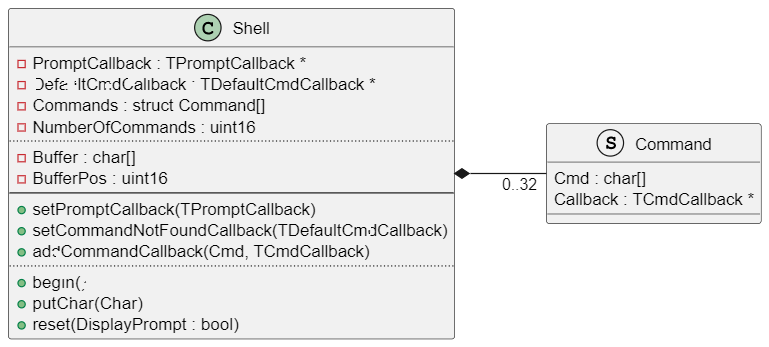 C Shell
PromptCallback : TPromptCallback *
DefaultCmdCallback : TDefaultCmdCallback *
Commands : struct Command[]
NumberOfCommands : uint16
Buffer : char[]
BufferPos : uint16
setPromptCallback(TPromptCallback)
setCommandNotFoundCallback(TDefaultCmdCallback)
addCommandCallback(Cmd, TCmdCallback)
begin()
putChar(Char)
reset(DisplayPrompt : bool)
0..32
S Command
Cmd : char[]
Callback : TCmdCallback *